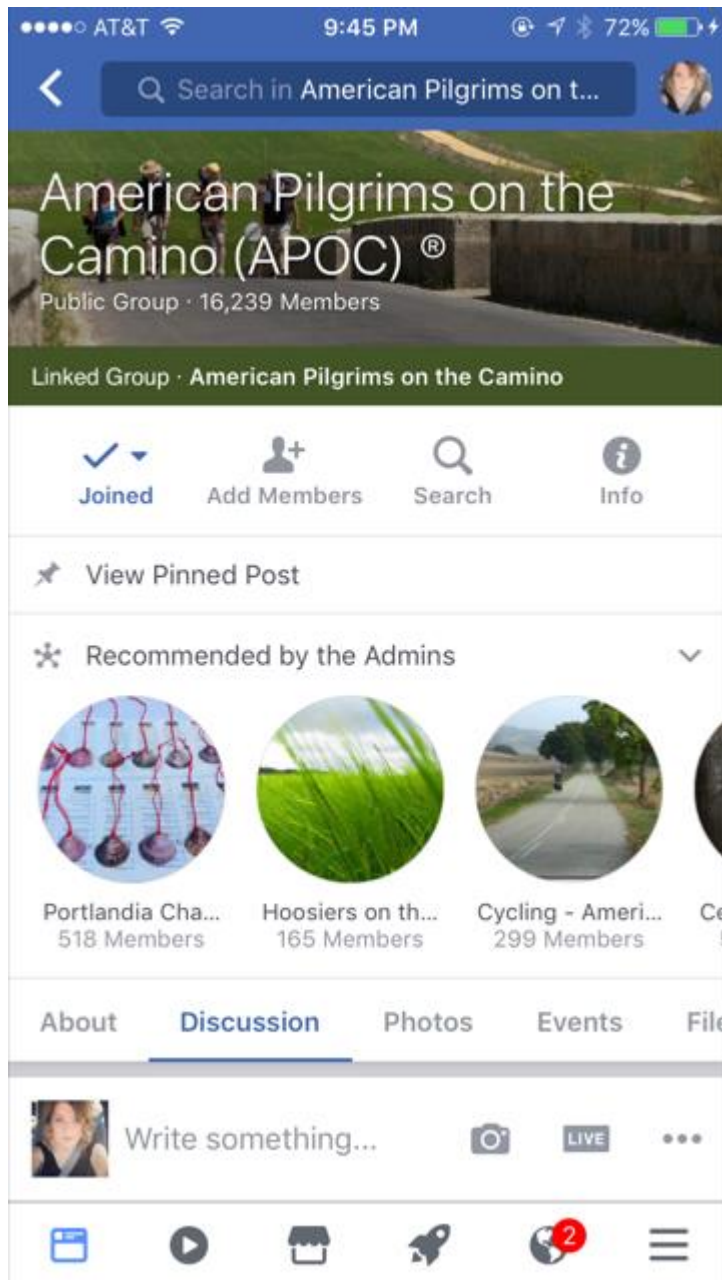 AT&T 9:45 PM 72%
Search in American Pilgrims on t...
American Pilgrims on the
Camino (APOC) ®
Public Group · 16,239 Members
Linked Group · American Pilgrims on the Camino
Joined Add Members Search Info
View Pinned Post
Recommended by the Admins
Portlandia Cha... Hoosiers on th... Cycling - Ameri... Ce
518 Members 165 Members 299 Members
About Discussion Photos Events File
Write something... LIVE
2